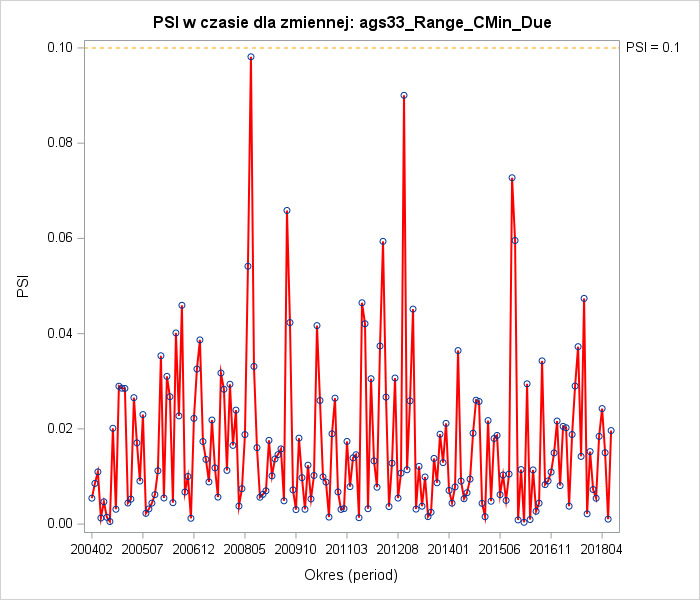 PSI w czasie dla zmiennej: ags33_Range_CMin_Due
0.10
PSI = 0.1
0.08
0.06
0.04
0.02
0.00
PSI
200402 200507 200612 200805 200910 201103 201208 201401 201506 201611 201804
Okres (period)